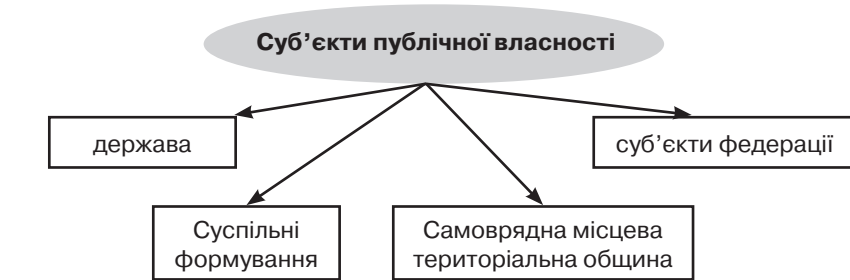 Суб’єкти публічної власності
держава
суб’єкти федерації
Суспільні
формування
Самоврядна місцева
територіальна община